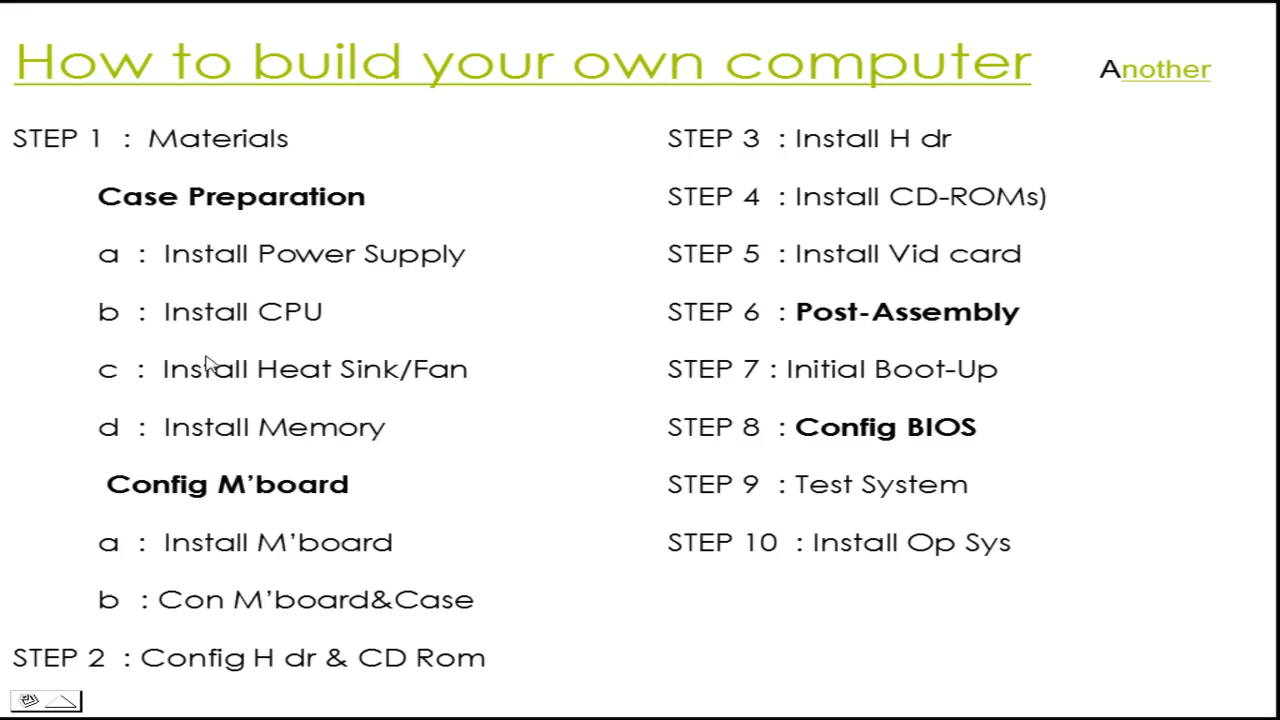 How to build your own computer
Another
STEP 1 : Materials
Case Preparation
a : Install Power Supply
b : Install CPU
c : Install Heat Sink/Fan
d : Install Memory
Config M’board
a : Install M’board
b : Con M’board&Case
STEP 2 : Config H dr & CD Rom
STEP 3 : Install H dr
STEP 4 : Install CD-ROMs)
STEP 5 : Install Vid card
STEP 6 : Post-Assembly
STEP 7 : Initial Boot-Up
STEP 8 : Config BIOS
STEP 9 : Test System
STEP 10 : Install Op Sys